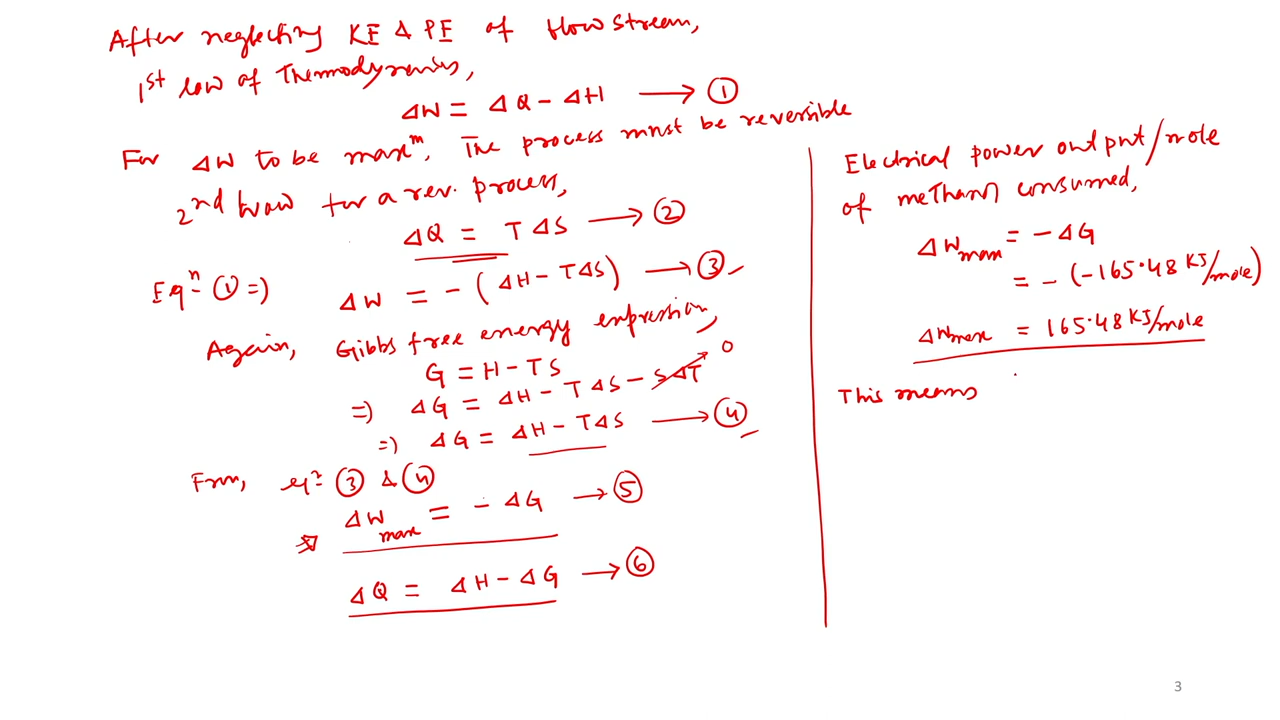 After neglecting KE & PE of flow stream,
1st law of Thermodynamics,
ΔW = ΔQ - ΔH → ①
For ΔW to be maxᵐ, The process must be reversible
2nd law for a rev. process,
ΔQ = TΔS → ②
Eqⁿ ① ⇒ ΔW = - (ΔH - TΔS) → ③
Again, Gibbs free energy expression,
G = H - TS
⇒ ΔG = ΔH - TΔS - SΔT 0
⇒ ΔG = ΔH - TΔS → ④
From, eqⁿ ③ & ④
ΔWmax = - ΔG → ⑤
ΔQ = ΔH - ΔG → ⑥
Electrical power output/mole
of methanol consumed,
ΔWmax = - ΔG
= - (-165.48 KJ/mole)
ΔWmax = 165.48 KJ/mole
This means
3